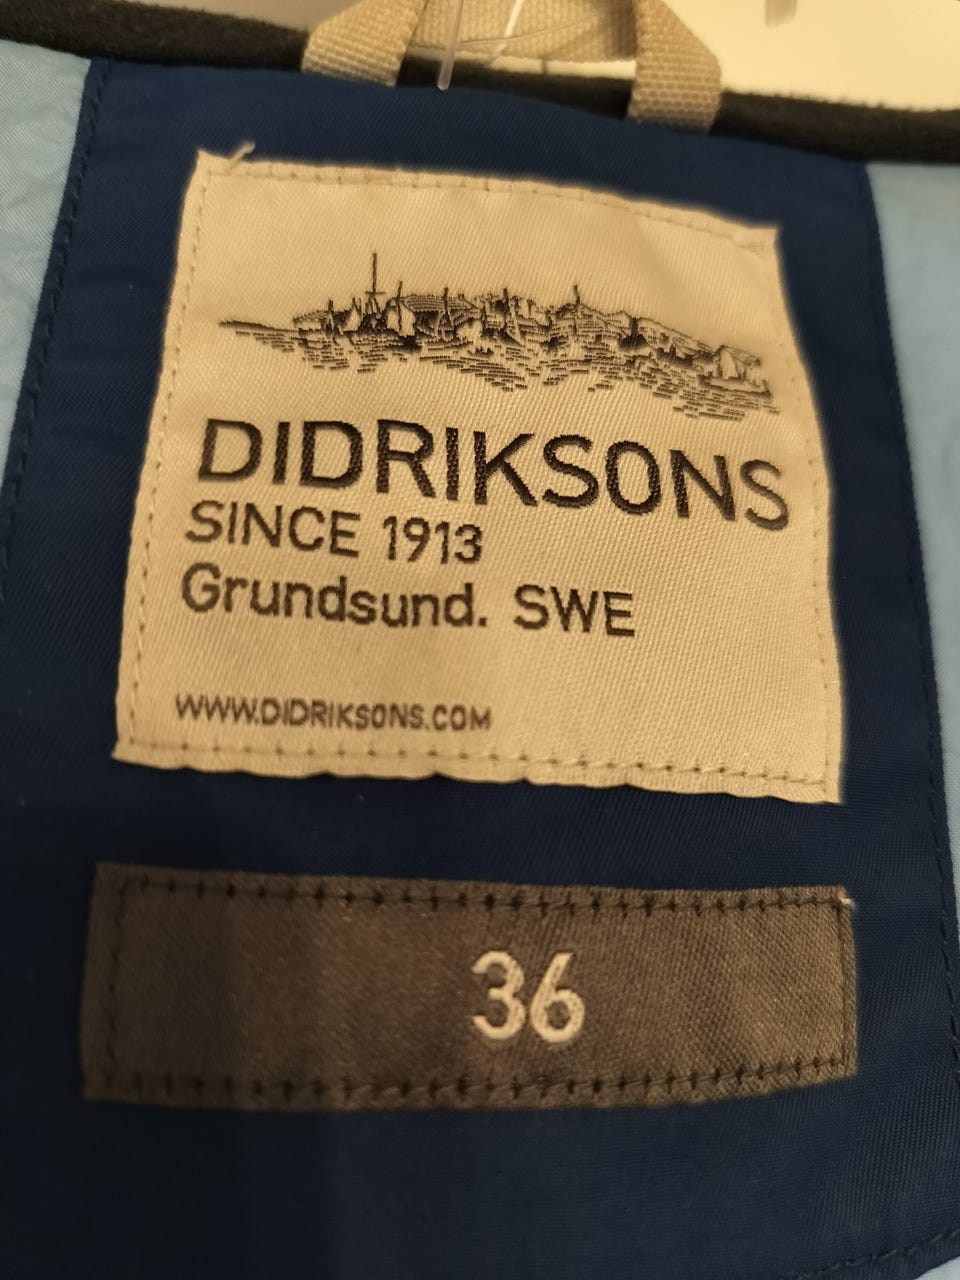 DIDRIKSONS
SINCE 1913
Grundsund. SWE
WWW.DIDRIKSONS.COM
36